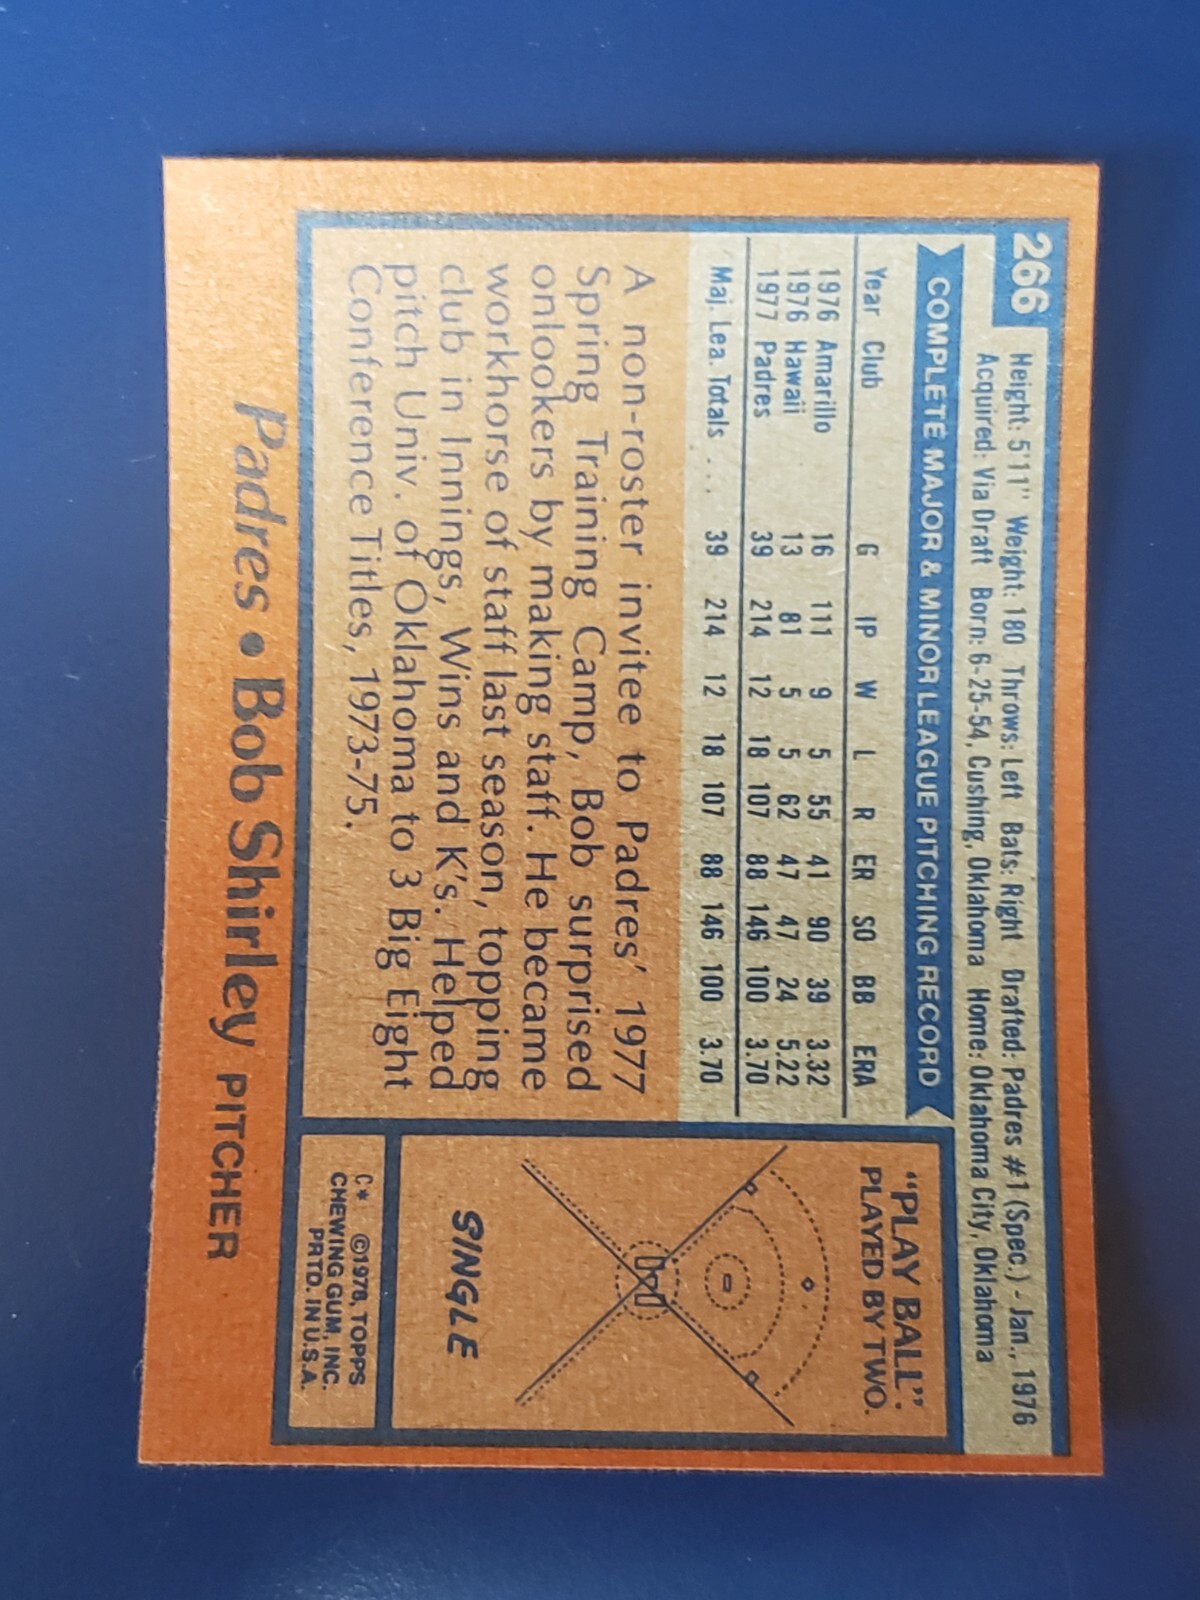 266
Height: 5'11" Weight: 180 Throws: Left Bats: Right Drafted: Padres #1 (Spec.) - Jan., 1976
Acquired: Via Draft Born: 6-25-54, Cushing, Oklahoma Home: Oklahoma City, Oklahoma
COMPLETE MAJOR & MINOR LEAGUE PITCHING RECORD
Year Club G IP W L R ER SO BB ERA
1976 Amarillo 16 111 9 5 55 41 90 39 3.32
1976 Hawaii 13 81 5 5 62 47 47 24 5.22
1977 Padres 39 214 12 18 107 88 146 100 3.70
Maj. Lea. Totals .... 39 214 12 18 107 88 146 100 3.70
A non-roster invitee to Padres' 1977
Spring Training Camp, Bob surprised
onlookers by making staff. He became
workhorse of staff last season, topping
club in Innings, Wins and K's. Helped
pitch Univ. of Oklahoma to 3 Big Eight
Conference Titles, 1973-75.
"PLAY BALL":
PLAYED BY TWO.
SINGLE
C* ©1978, TOPPS
CHEWING GUM, INC.
PRTD. IN U.S.A.
Padres • Bob Shirley PITCHER